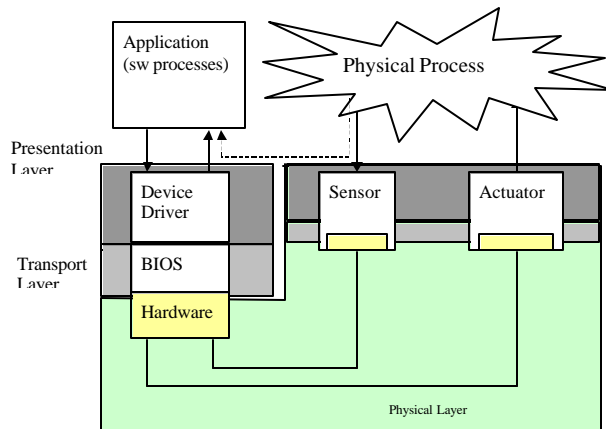 Application
(sw processes)
Physical Process
Presentation
Layer
Device
Driver
Sensor
Actuator
Transport
Layer
BIOS
Hardware
Physical Layer